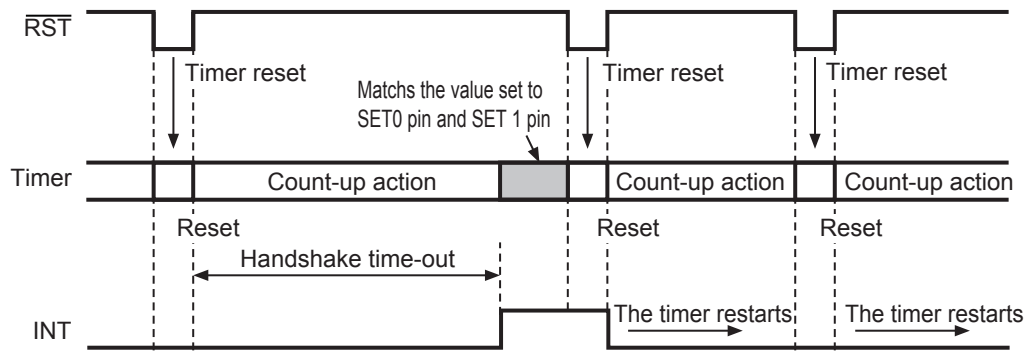 RST
Timer reset
Timer reset
Timer reset
Matchs the value set to
SET0 pin and SET 1 pin
Timer
Count-up action
Count-up action
Count-up action
Reset
Reset
Reset
Handshake time-out
INT
The timer restarts
The timer restarts